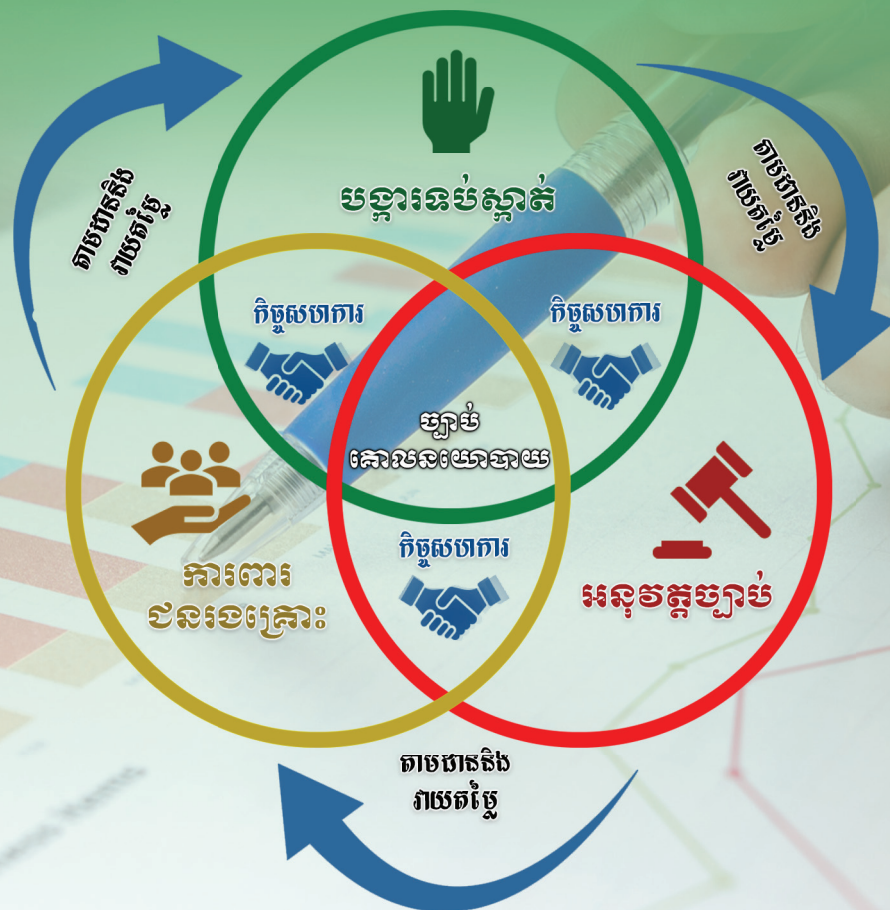 បង្ការទប់ស្កាត់
តាមដាននិង
វាយតម្លៃ
តាមដាននិង
វាយតម្លៃ
កិច្ចសហការ
កិច្ចសហការ
ច្បាប់
គោលនយោបាយ
ការពារ
ជនរងគ្រោះ
កិច្ចសហការ
អនុវត្តច្បាប់
តាមដាននិង
វាយតម្លៃ